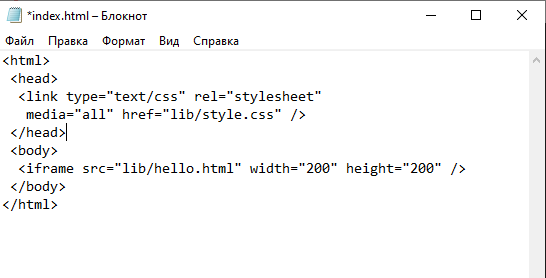 *index.html – Блокнот
Файл Правка Формат Вид Справка
<html>
<head>
<link type="text/css" rel="stylesheet"
media="all" href="lib/style.css" />
</head>
<body>
<iframe src="lib/hello.html" width="200" height="200" />
</body>
</html>